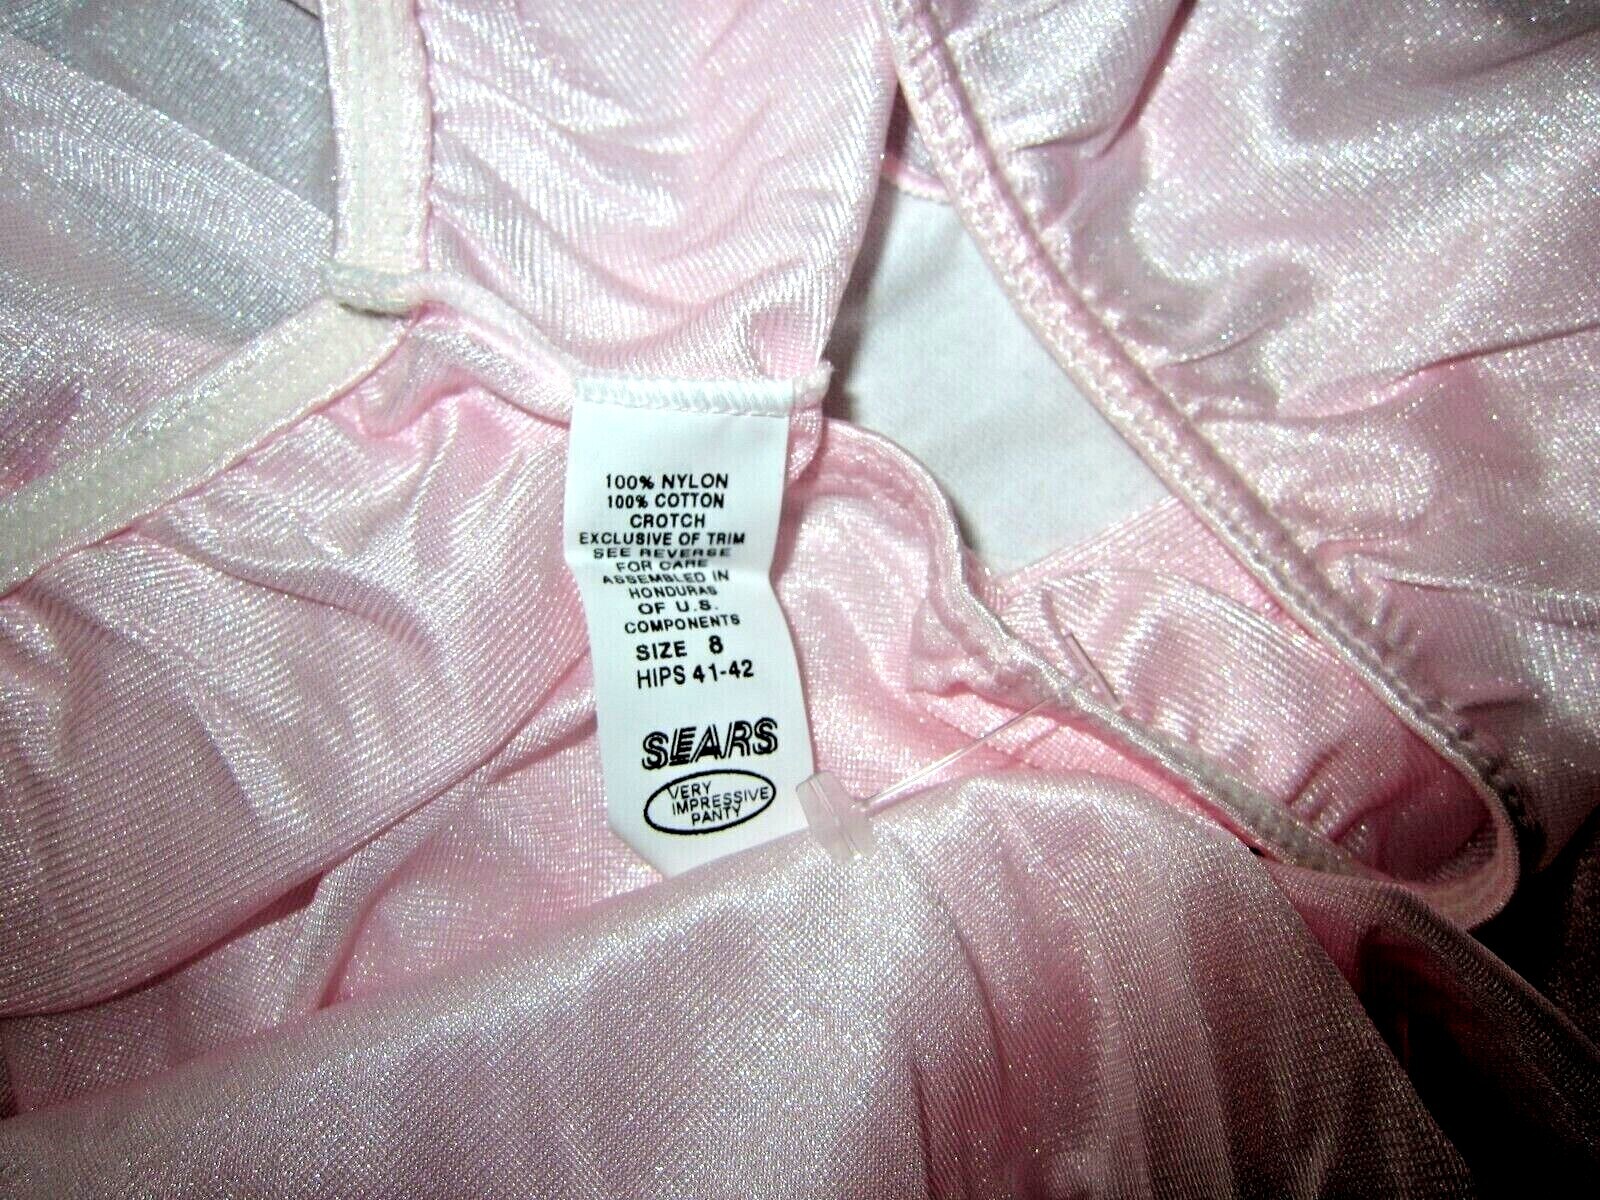 100% NYLON
100% COTTON
CROTCH
EXCLUSIVE OF TRIM
SEE REVERSE
FOR CARE
ASSEMBLED IN
HONDURAS
OF U.S.
COMPONENTS
SIZE 8
HIPS 41-42
SEARS
VERY
IMPRESSIVE
PANTY